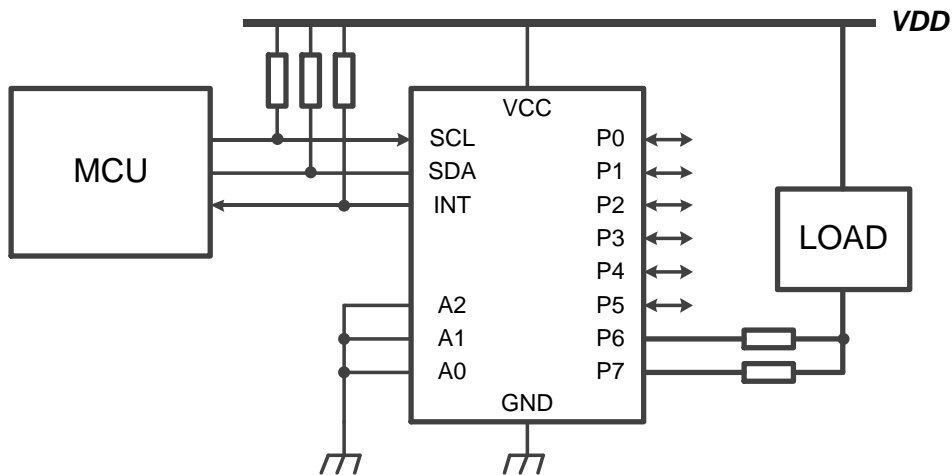 VDD
MCU
VCC
SCL
SDA
INT
A2
A1
A0
GND
P0
P1
P2
P3
P4
P5
P6
P7
LOAD